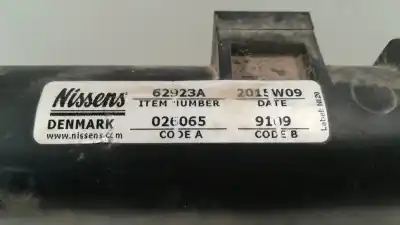 Nissens 62923A 2015W09
ITEM NUMBER DATE
DENMARK 026065 9109
www.nissens.com CODE A CODE B